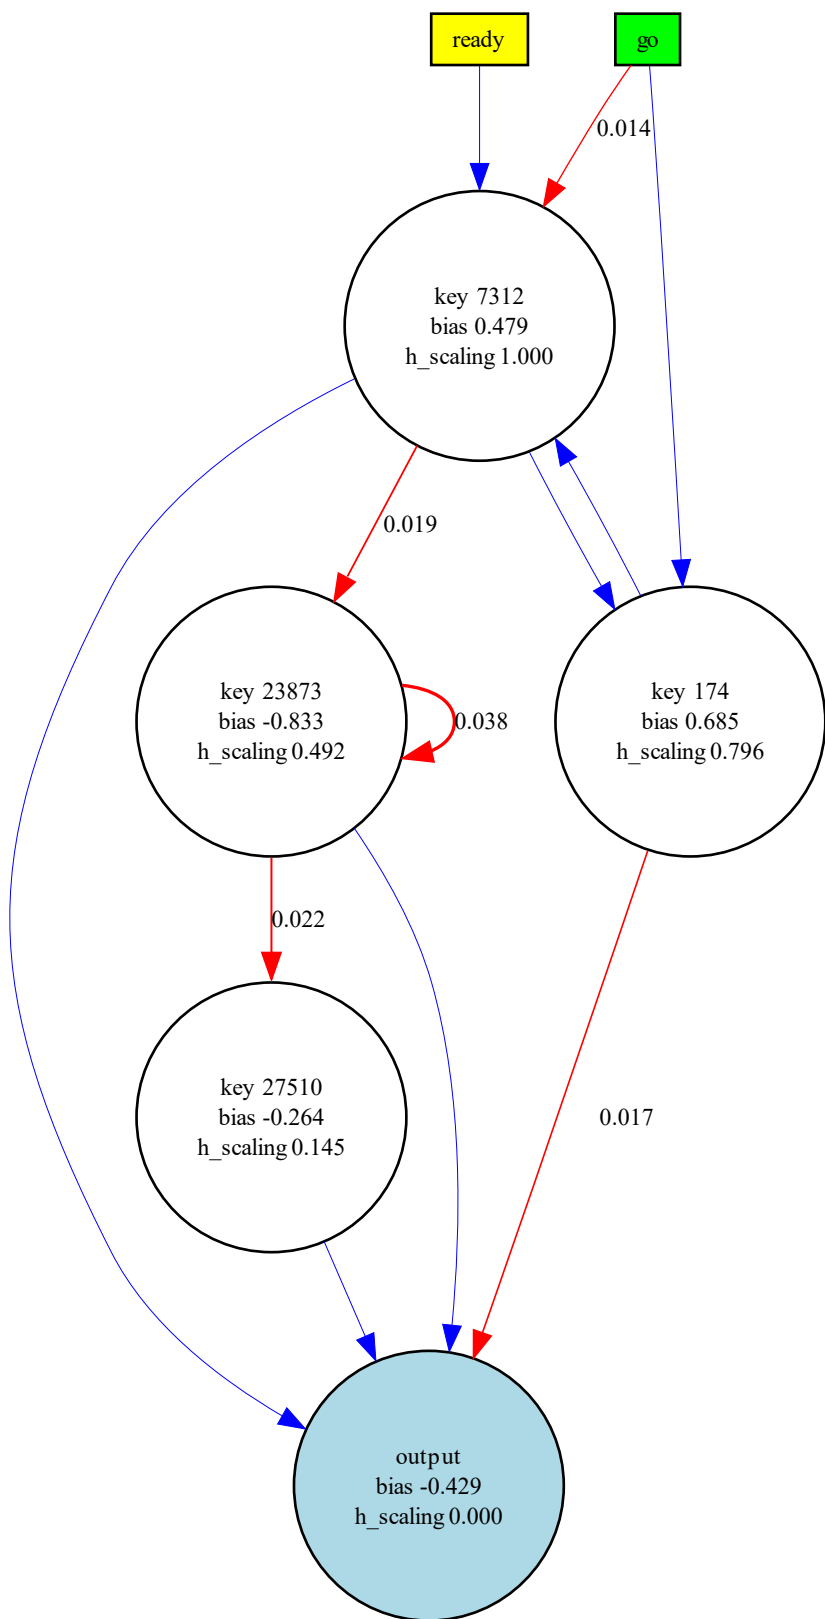 ready
go
0.014
key 7312
bias 0.479
h_scaling 1.000
0.019
key 23873
bias -0.833
h_scaling 0.492
0.038
key 174
bias 0.685
h_scaling 0.796
0.022
key 27510
bias -0.264
h_scaling 0.145
0.017
output
bias -0.429
h_scaling 0.000